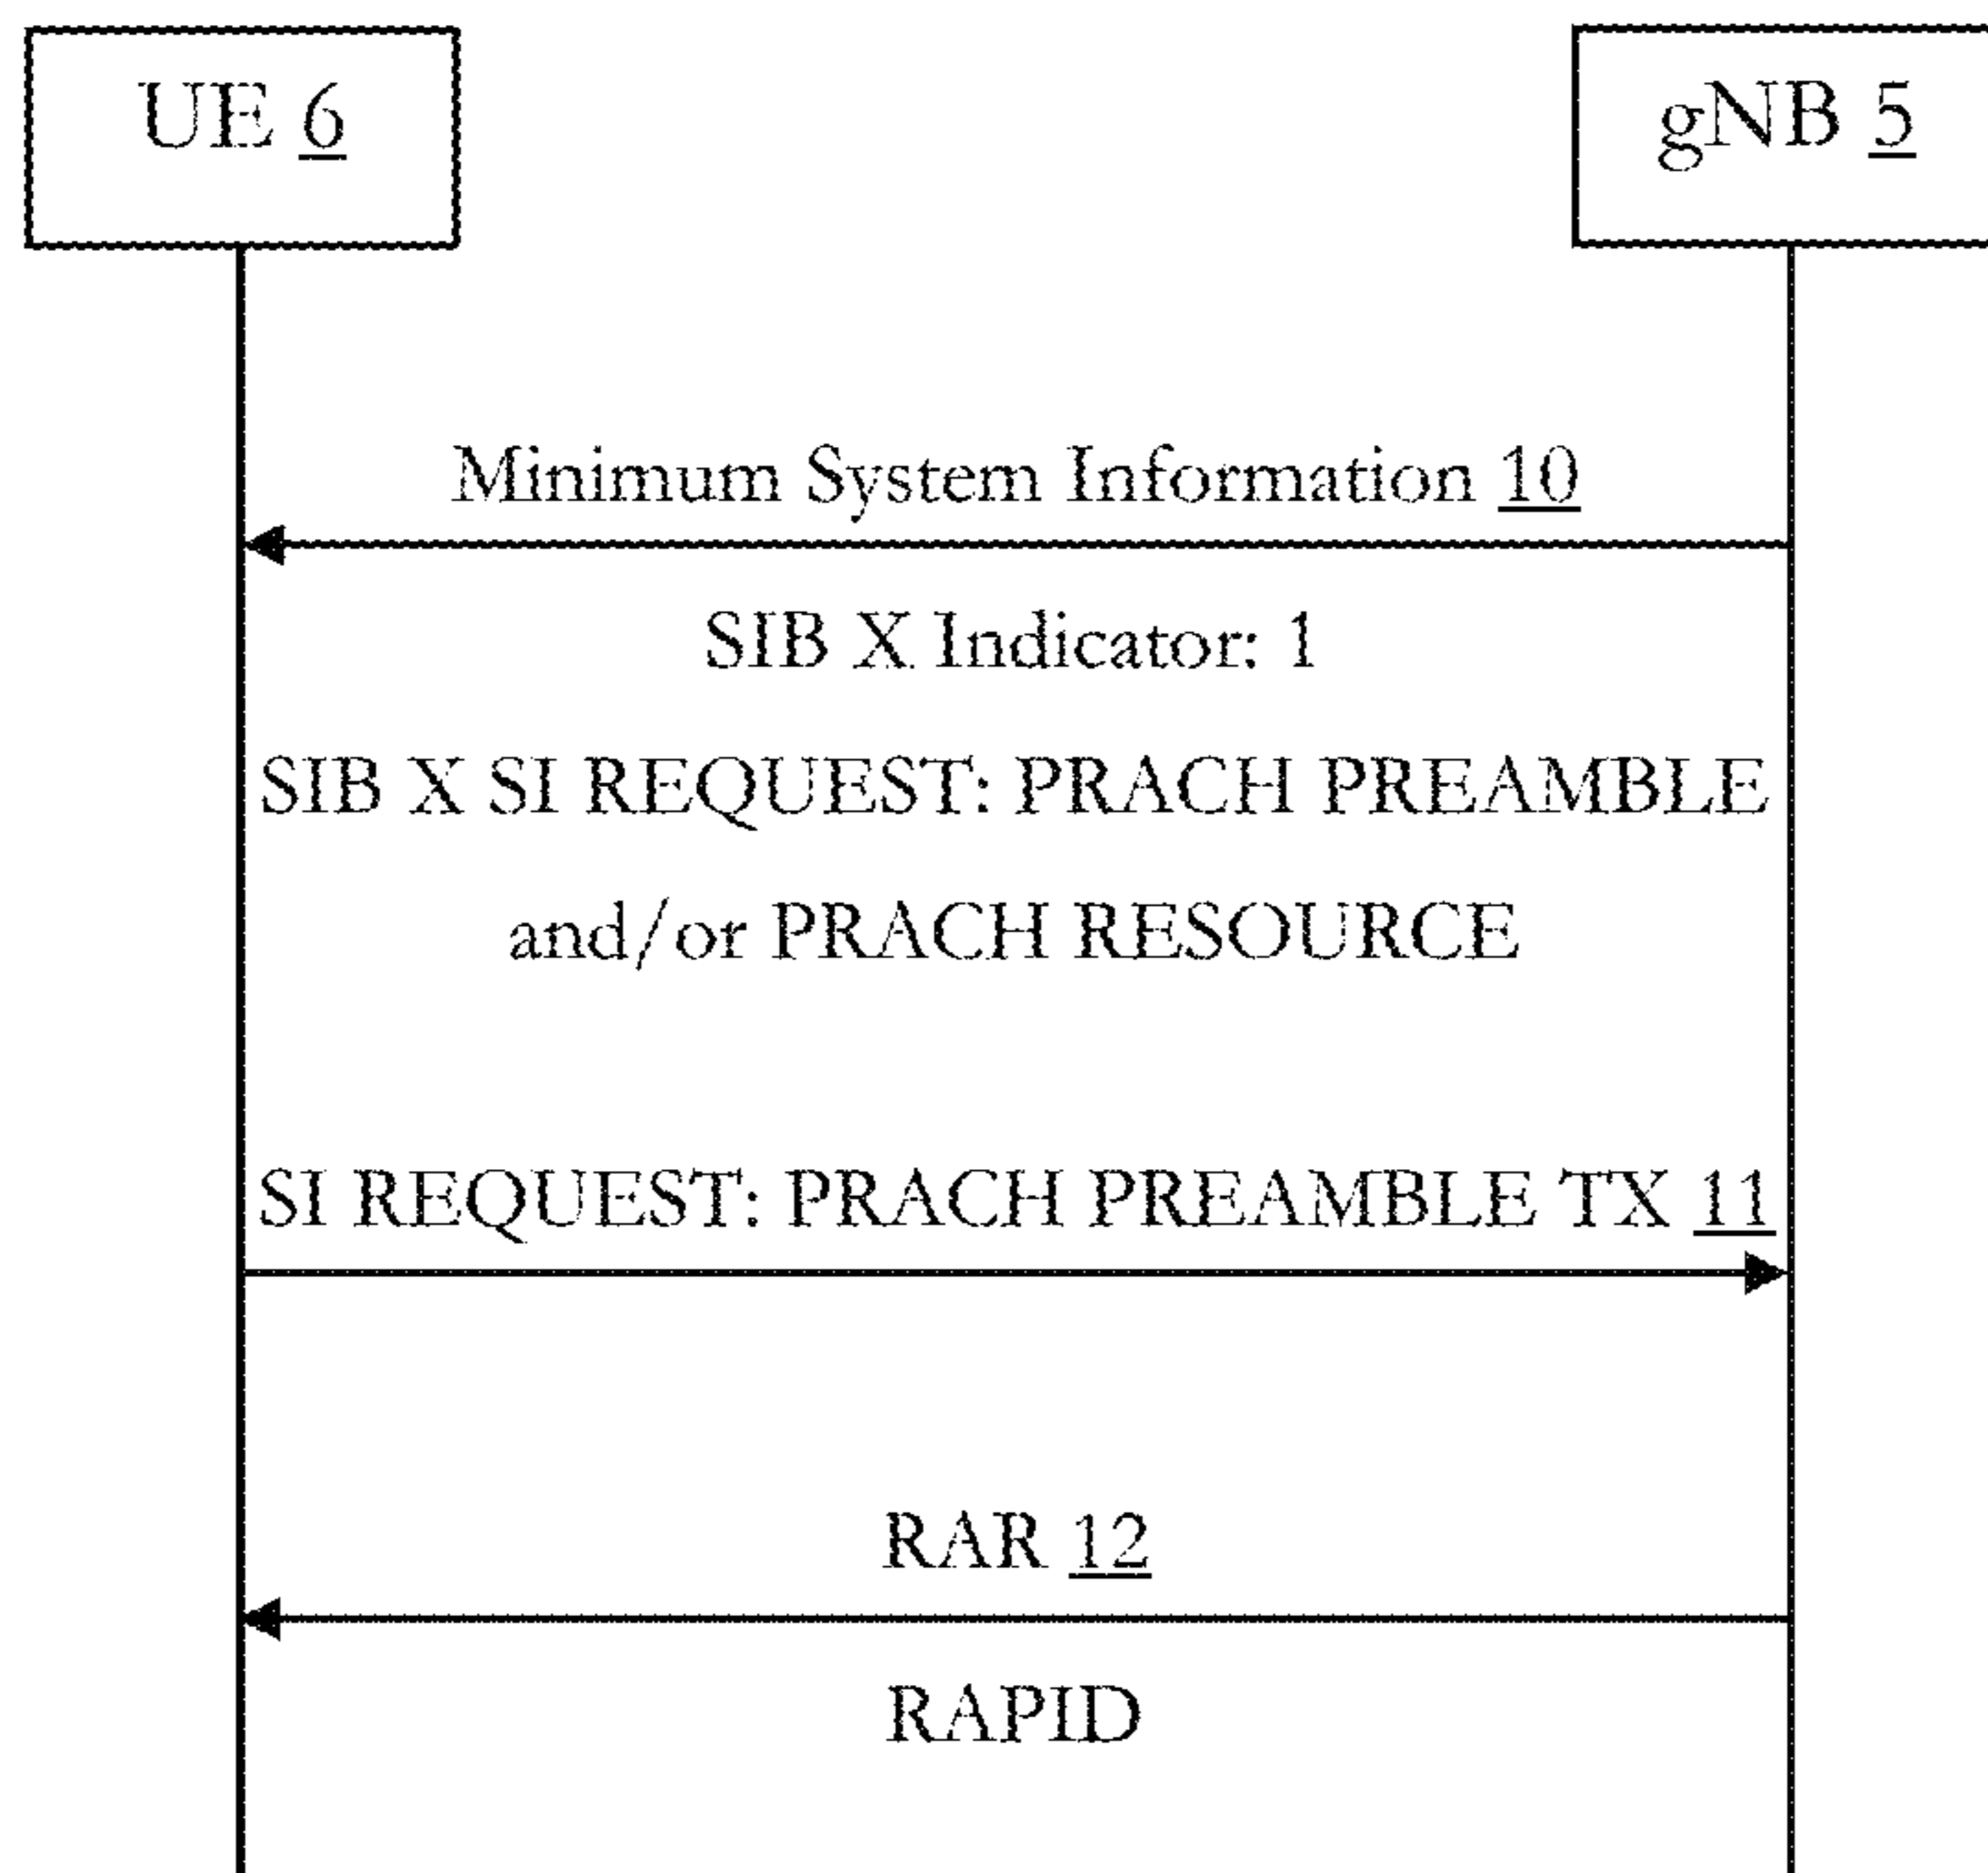 UE 6
gNB 5
Minimum System Information 10
SIB X Indicator: 1
SIB X SI REQUEST: PRACH PREAMBLE
and/or PRACH RESOURCE
SI REQUEST: PRACH PREAMBLE TX 11
RAR 12
RAPID